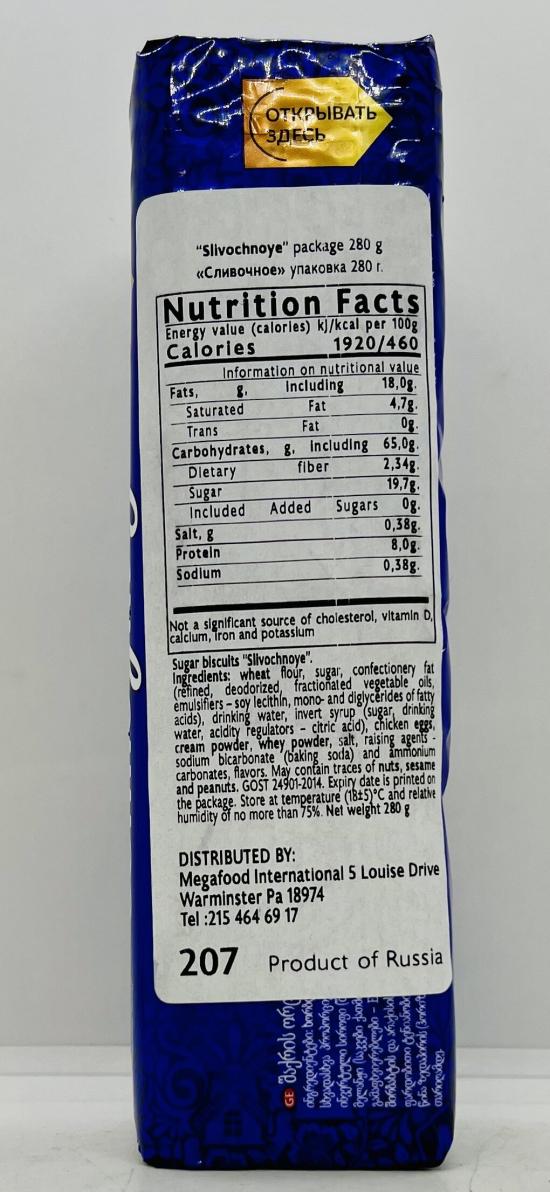 ОТКРЫВАТЬ
ЗДЕСЬ
"Slivochnoye" package 280 g
«Сливочное» упаковка 280 г.
Nutrition Facts
Energy value (calories) kJ/kcal per 100g
Calories 1920/460
Information on nutritional value
Fats, g, including 18,0g.
Saturated Fat 4,7g.
Trans Fat 0g.
Carbohydrates, g, including 65,0g.
Dietary fiber 2,34g.
Sugar 19,7g.
Included Added Sugars 0g.
Salt, g 0,38g.
Protein 8,0g.
Sodium 0,38g.
Not a significant source of cholesterol, vitamin D,
calcium, iron and potassium
Sugar biscuits "Slivochnoye".
Ingredients: wheat flour, sugar, confectionery fat
(refined, deodorized, fractionated vegetable oils,
emulsifiers – soy lecithin, mono- and diglycerides of fatty
acids), drinking water, invert syrup (sugar, drinking
water, acidity regulators – citric acid), chicken eggs,
cream powder, whey powder, salt, raising agents -
sodium bicarbonate (baking soda) and ammonium
carbonates, flavors. May contain traces of nuts, sesame
and peanuts. GOST 24901-2014. Expiry date is printed on
the package. Store at temperature (18±5)°C and relative
humidity of no more than 75%. Net weight 280 g
DISTRIBUTED BY:
Megafood International 5 Louise Drive
Warminster Pa 18974
Tel :215 464 69 17
207 Product of Russia
GE შაქრის